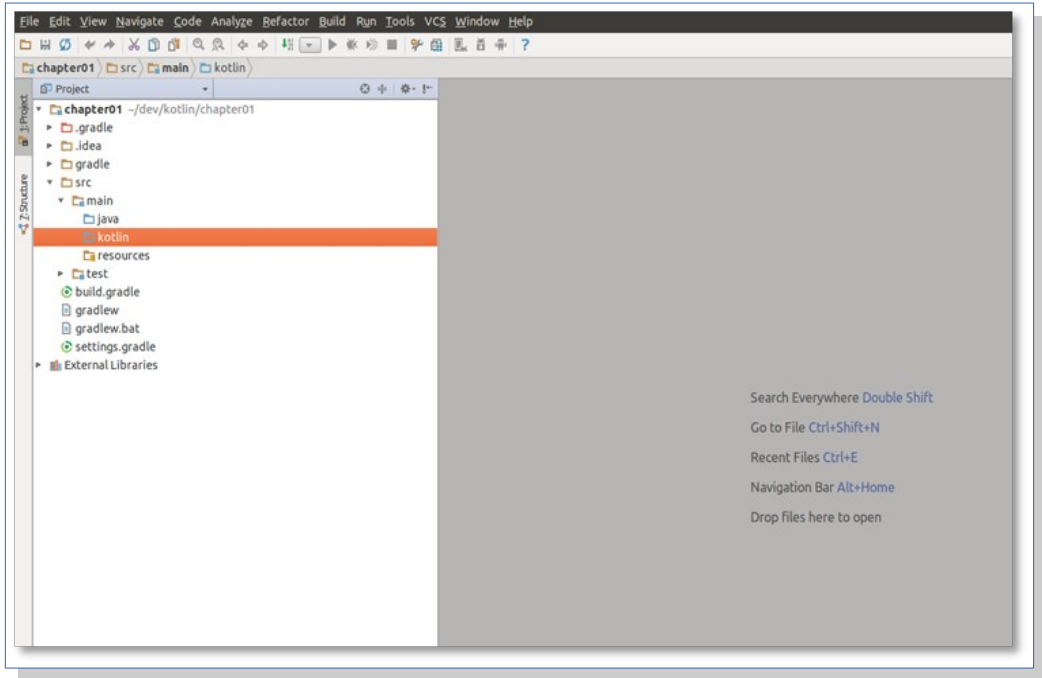 File Edit View Navigate Code Analyze Refactor Build Run Tools VCS Window Help
chapter01 src main kotlin
1: Project
7: Structure
Project
chapter01 ~/dev/kotlin/chapter01
.gradle
.idea
gradle
src
main
java
kotlin
resources
test
build.gradle
gradlew
gradlew.bat
settings.gradle
External Libraries
Search Everywhere Double Shift
Go to File Ctrl+Shift+N
Recent Files Ctrl+E
Navigation Bar Alt+Home
Drop files here to open